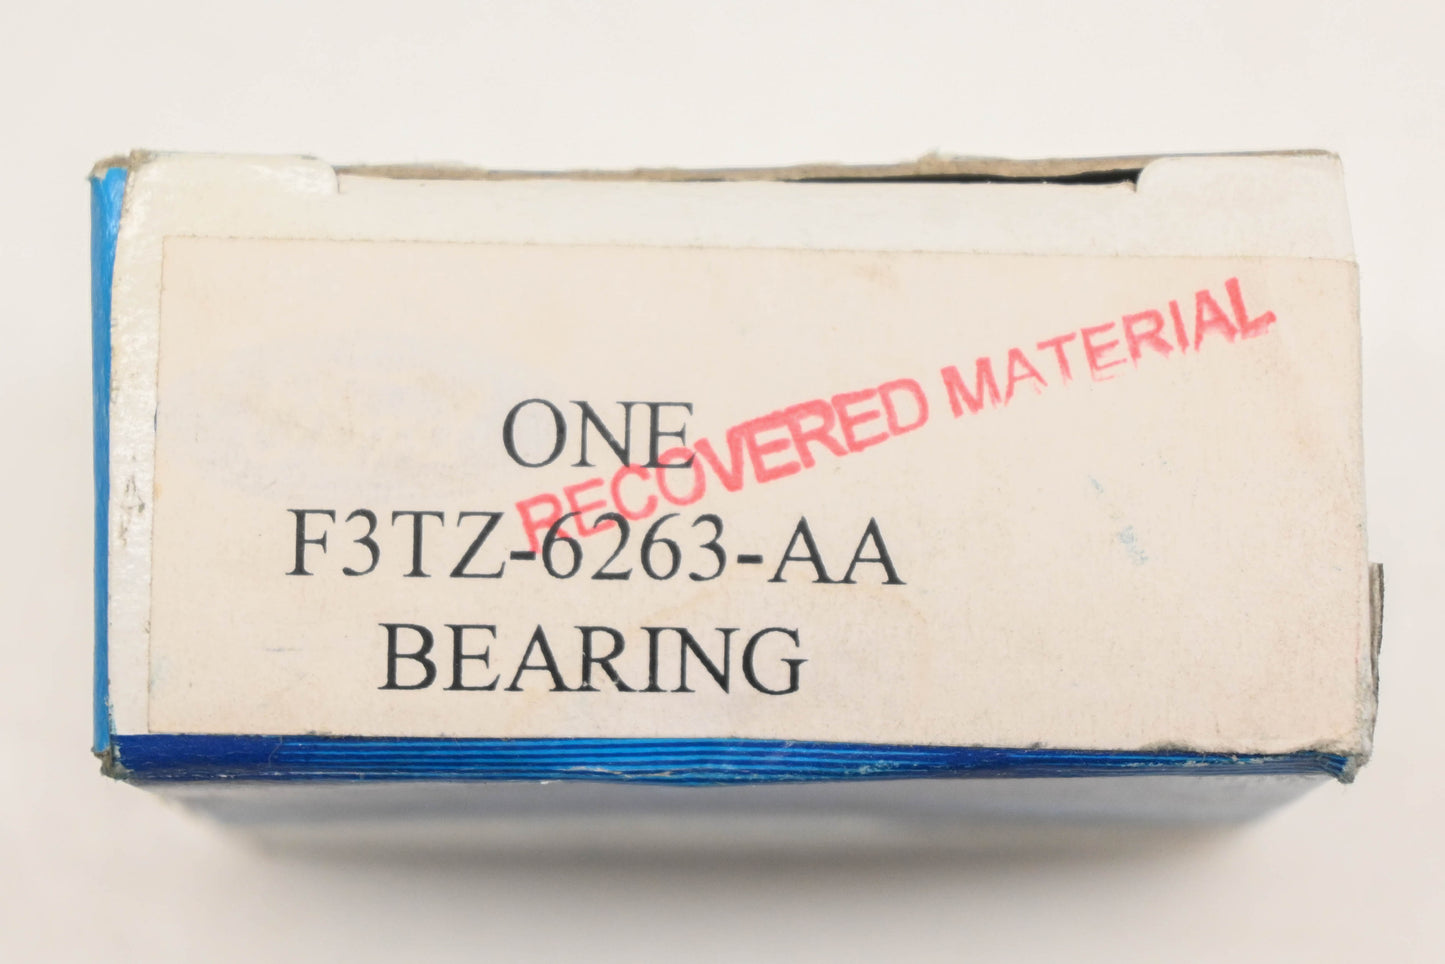 ONE
RECOVERED MATERIAL
F3TZ-6263-AA
BEARING